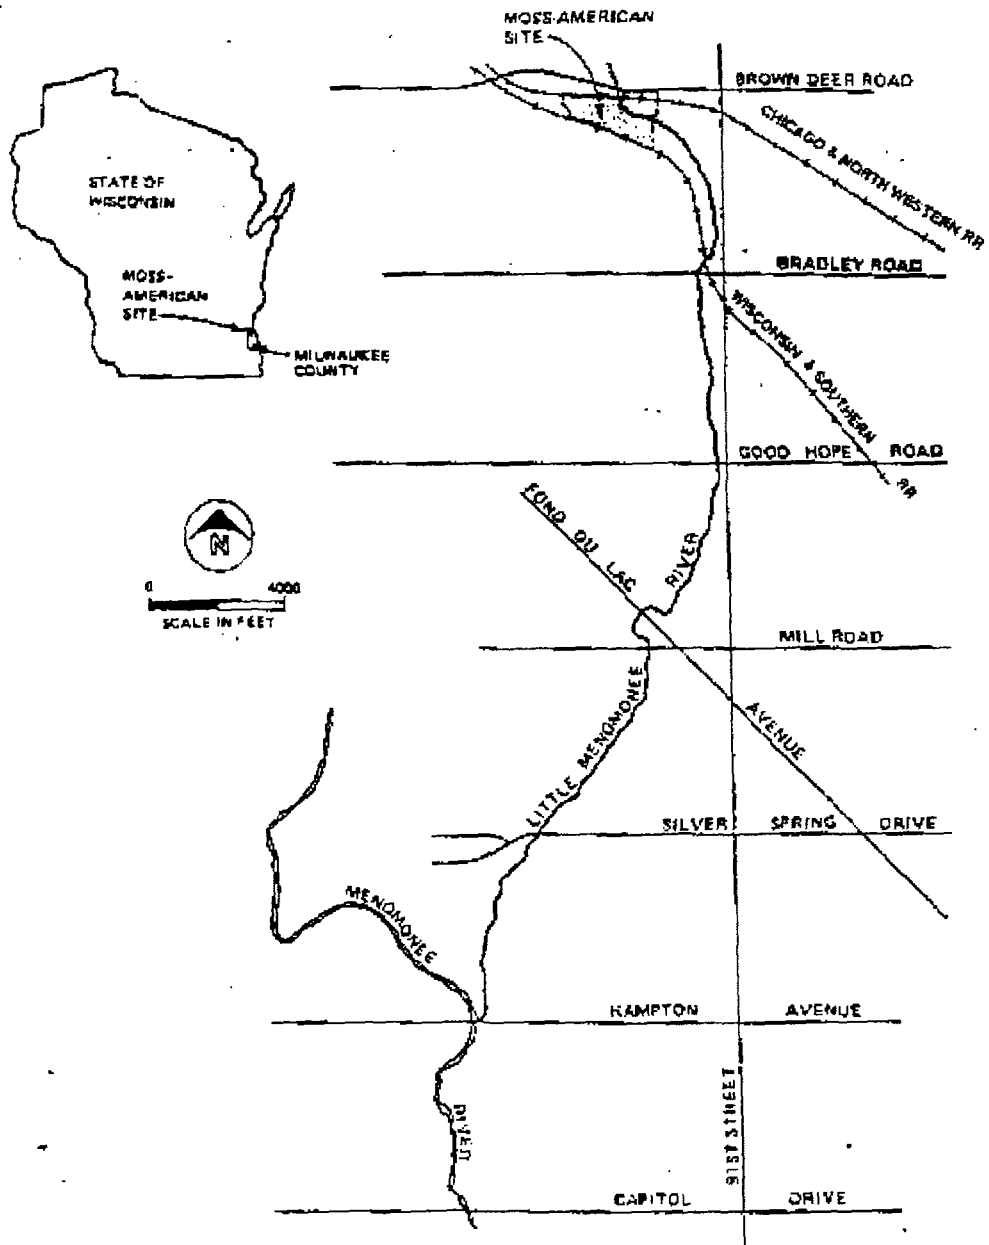 MOSS-AMERICAN
SITE
BROWN DEER ROAD
CHICAGO & NORTH WESTERN RR
STATE OF
WISCONSIN
BRADLEY ROAD
MOSS-
AMERICAN
SITE
WISCONSIN & SOUTHERN
RR
MILWAUKEE
COUNTY
GOOD HOPE ROAD
FOND DU LAC
AVENUE
N
0 4000
SCALE IN FEET
LITTLE MENOMONEE
RIVER
MILL ROAD
SILVER SPRING DRIVE
MENOMONEE
RIVER
HAMPTON AVENUE
91ST STREET
CAPITOL DRIVE